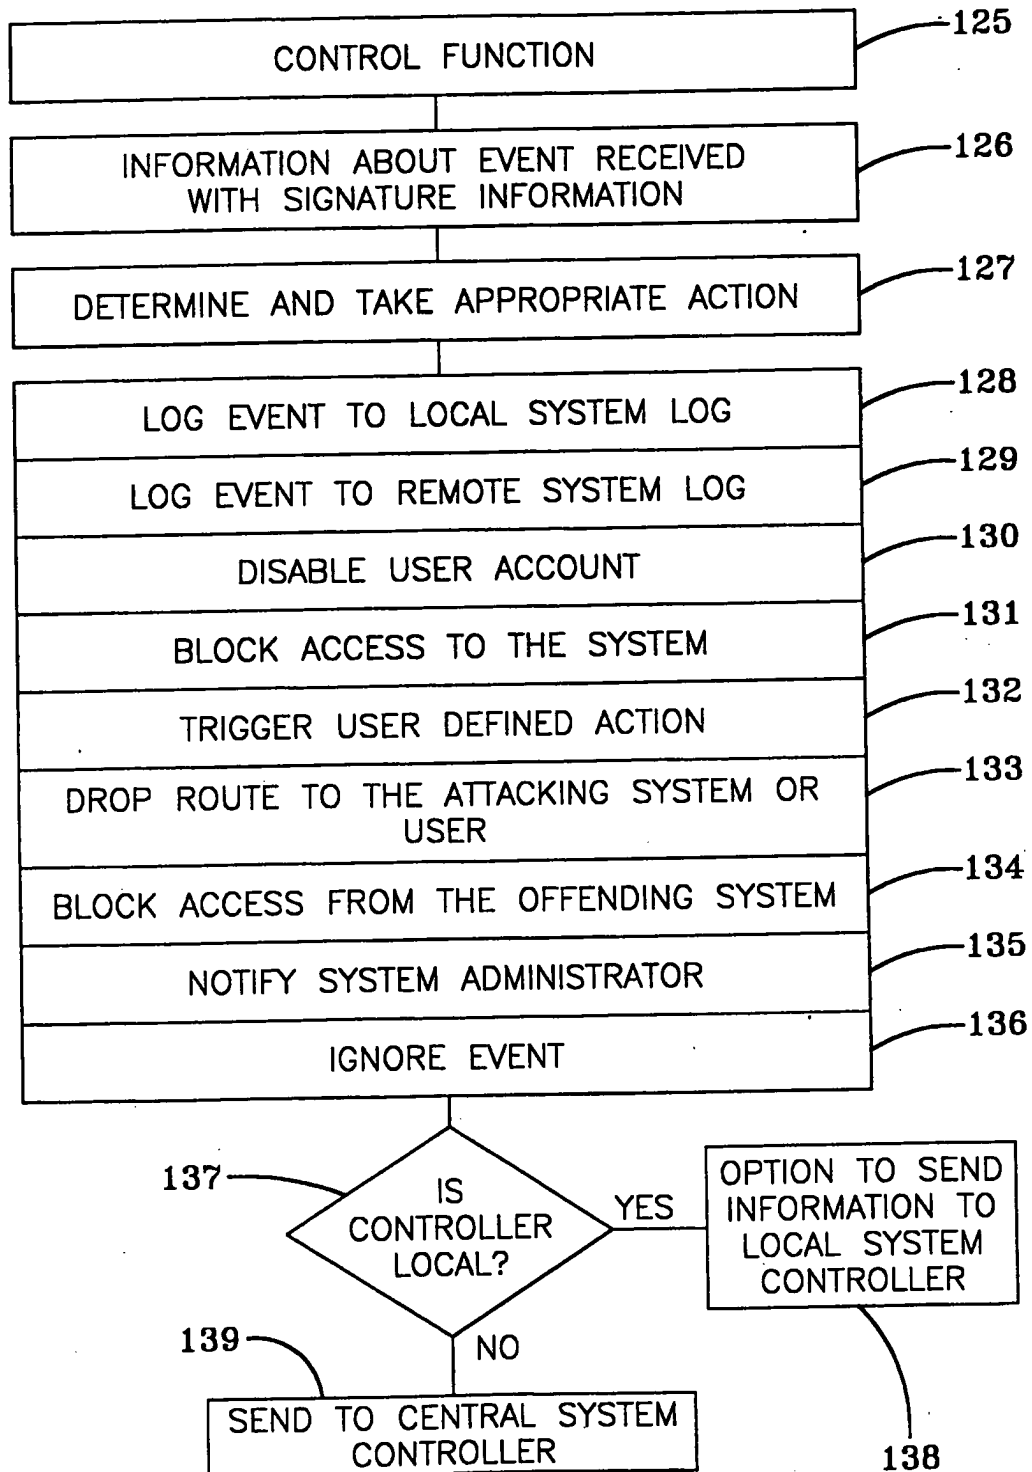 CONTROL FUNCTION
125
INFORMATION ABOUT EVENT RECEIVED
WITH SIGNATURE INFORMATION
126
DETERMINE AND TAKE APPROPRIATE ACTION
127
LOG EVENT TO LOCAL SYSTEM LOG
128
LOG EVENT TO REMOTE SYSTEM LOG
129
DISABLE USER ACCOUNT
130
BLOCK ACCESS TO THE SYSTEM
131
TRIGGER USER DEFINED ACTION
132
DROP ROUTE TO THE ATTACKING SYSTEM OR
USER
133
BLOCK ACCESS FROM THE OFFENDING SYSTEM
134
NOTIFY SYSTEM ADMINISTRATOR
135
IGNORE EVENT
136
137
IS
CONTROLLER
LOCAL?
YES
OPTION TO SEND
INFORMATION TO
LOCAL SYSTEM
CONTROLLER
138
NO
139
SEND TO CENTRAL SYSTEM
CONTROLLER